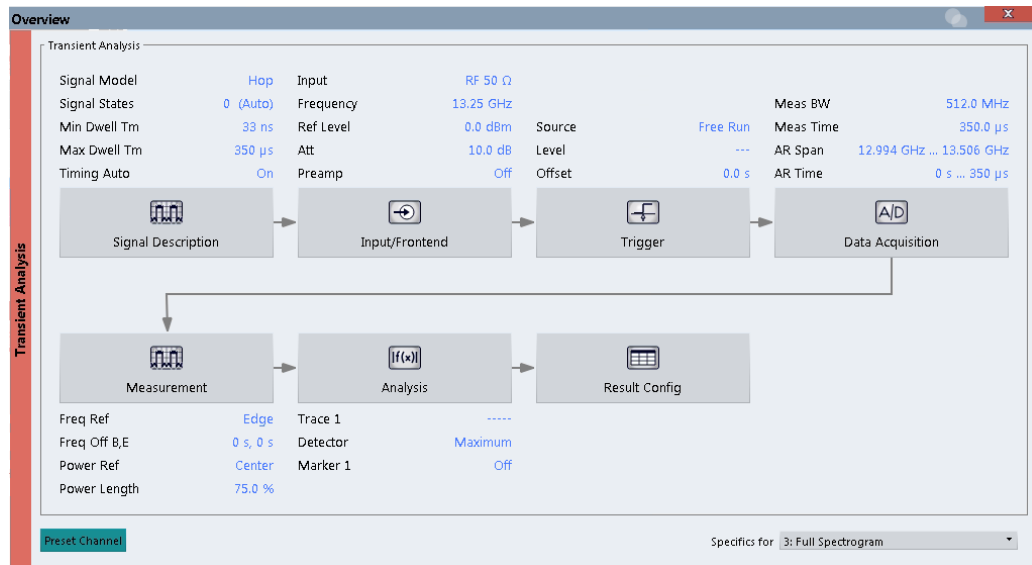 Overview
Transient Analysis
Transient Analysis
Signal Model Hop Input RF 50 Ω
Signal States 0 (Auto) Frequency 13.25 GHz Meas BW 512.0 MHz
Min Dwell Tm 33 ns Ref Level 0.0 dBm Source Free Run Meas Time 350.0 µs
Max Dwell Tm 350 µs Att 10.0 dB Level --- AR Span 12.994 GHz ... 13.506 GHz
Timing Auto On Preamp Off Offset 0.0 s AR Time 0 s ... 350 µs
A/D
Signal Description Input/Frontend Trigger Data Acquisition
|f(x)|
Measurement Analysis Result Config
Freq Ref Edge Trace 1 -----
Freq Off B,E 0 s, 0 s Detector Maximum
Power Ref Center Marker 1 Off
Power Length 75.0 %
Preset Channel Specifics for 3: Full Spectrogram